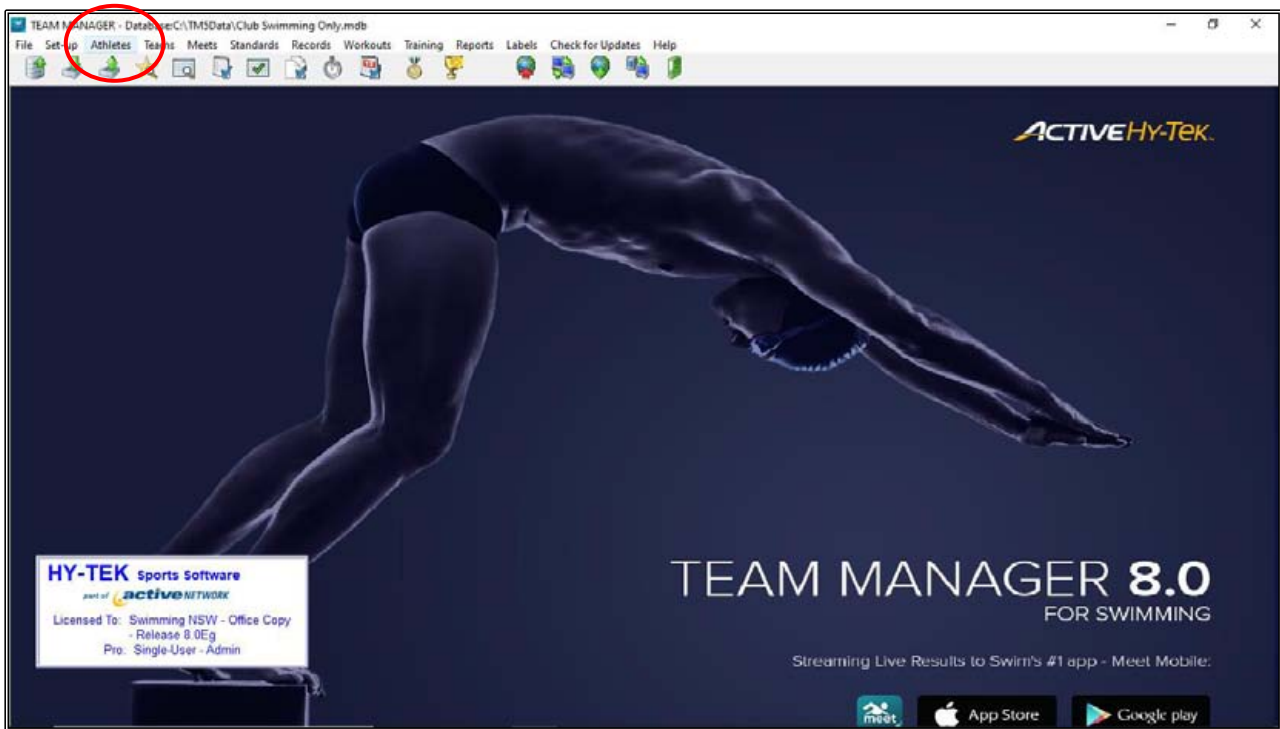 TEAM MANAGER - Database:C:\TM5Data\Club Swimming Only.mdb
File Set-up Athletes Teams Meets Standards Records Workouts Training Reports Labels Check for Updates Help
ACTIVE HY-TEK
HY-TEK Sports Software
part of active NETWORK
Licensed To: Swimming NSW - Office Copy
- Release 8.0Eg
Pro: Single-User - Admin
TEAM MANAGER 8.0
FOR SWIMMING
Streaming Live Results to Swim's #1 app - Meet Mobile:
meet
App Store
Google play